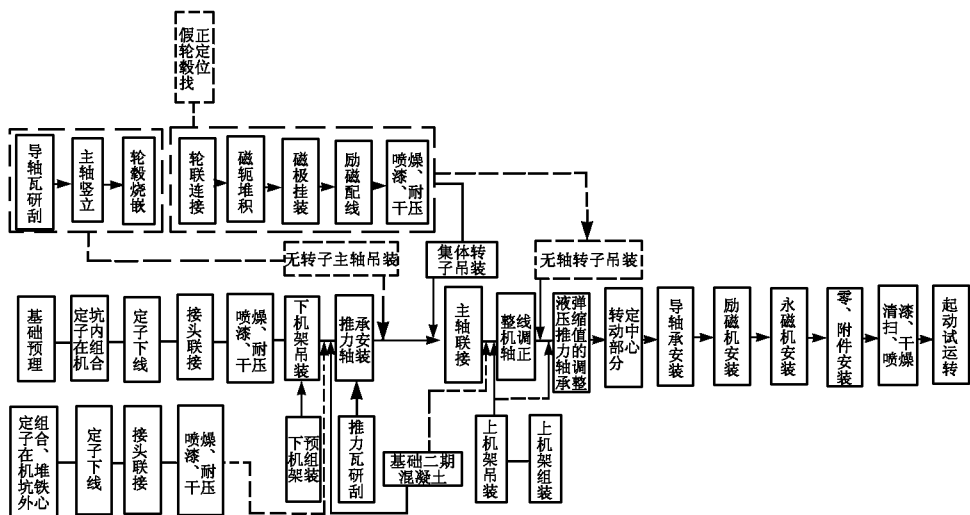 假轮毂找
正定位
导轴瓦研刮
主轴竖立
轮毂烧嵌
轮联连接
磁轭堆积
磁极挂装
励磁配线
喷漆、干
燥、耐压
无转子主轴吊装
集体转
子吊装
无轴转子吊装
基础预理
定子在机
坑内组合
定子下线
接头联接
喷漆、干
燥、耐压
下机架吊装
推力轴
承安装
主轴联接
整机轴
线调正
液压推力轴承
弹缩值的调整
转动部分
定中心
导轴承安装
励磁机安装
永磁机安装
零、附件安装
清扫、喷
漆、干燥
起动试运转
定子在机坑外
组合、堆铁心
定子下线
接头联接
喷漆、干
燥、耐压
下机架
预组装
推力瓦研刮
基础二期
混凝土
上机架吊装
上机架组装